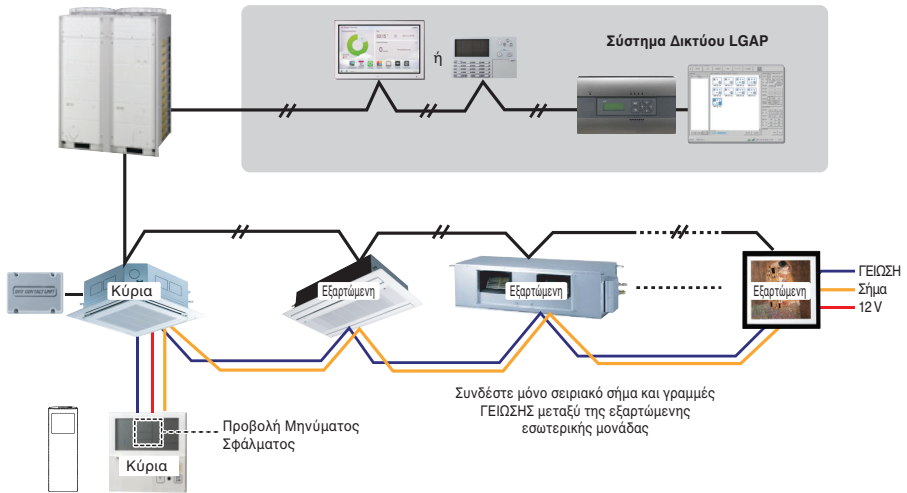 Σύστημα Δικτύου LGAP
ή
Κύρια
Εξαρτώμενη
Εξαρτώμενη
Εξαρτώμενη
ΓΕΙΩΣΗ
Σήμα
12 V
Συνδέστε μόνο σειριακό σήμα και γραμμές
ΓΕΙΩΣΗΣ μεταξύ της εξαρτώμενης
εσωτερικής μονάδας
Προβολή Μηνύματος
Σφάλματος
Κύρια